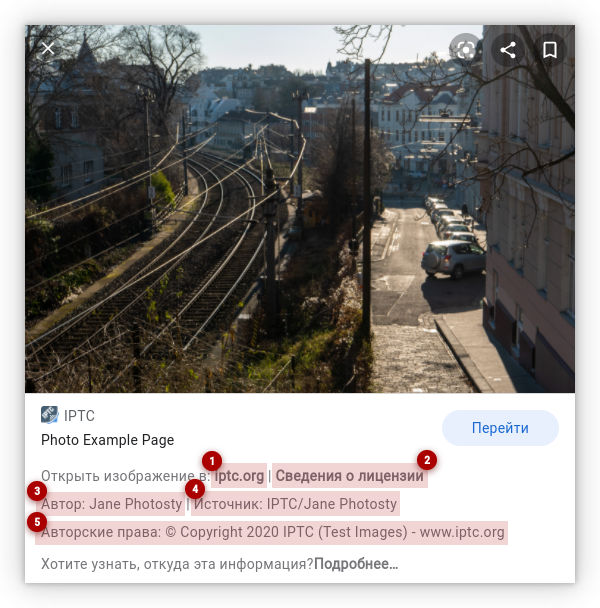 IPTC
Перейти
Photo Example Page
1 2
Открыть изображение в: iptc.org | Сведения о лицензии
3 4
Автор: Jane Photosty | Источник: IPTC/Jane Photosty
5
Авторские права: © Copyright 2020 IPTC (Test Images) - www.iptc.org
Хотите узнать, откуда эта информация?Подробнее…